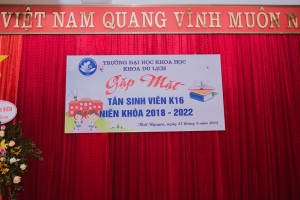 VIỆT NAM QUANG VINH MUÔN N
TRƯỜNG ĐẠI HỌC KHOA HỌC
KHOA DU LỊCH
Gặp Mặt
TÂN SINH VIÊN K16
NIÊN KHÓA 2018 - 2022